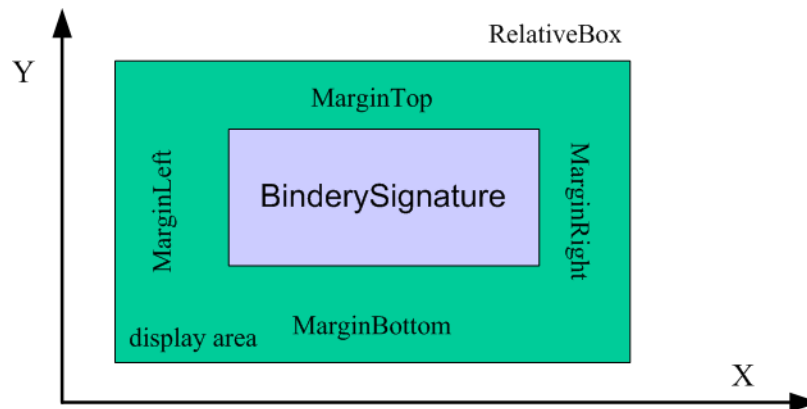 RelativeBox
Y
MarginTop
MarginLeft
BinderySignature
MarginRight
MarginBottom
display area
X